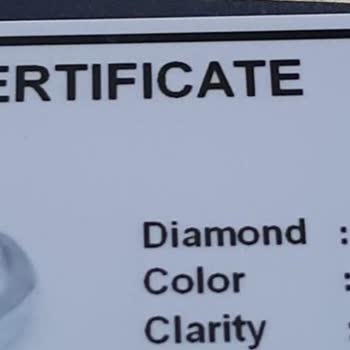 ERTIFICATE
Diamond :
Color :
Clarity :